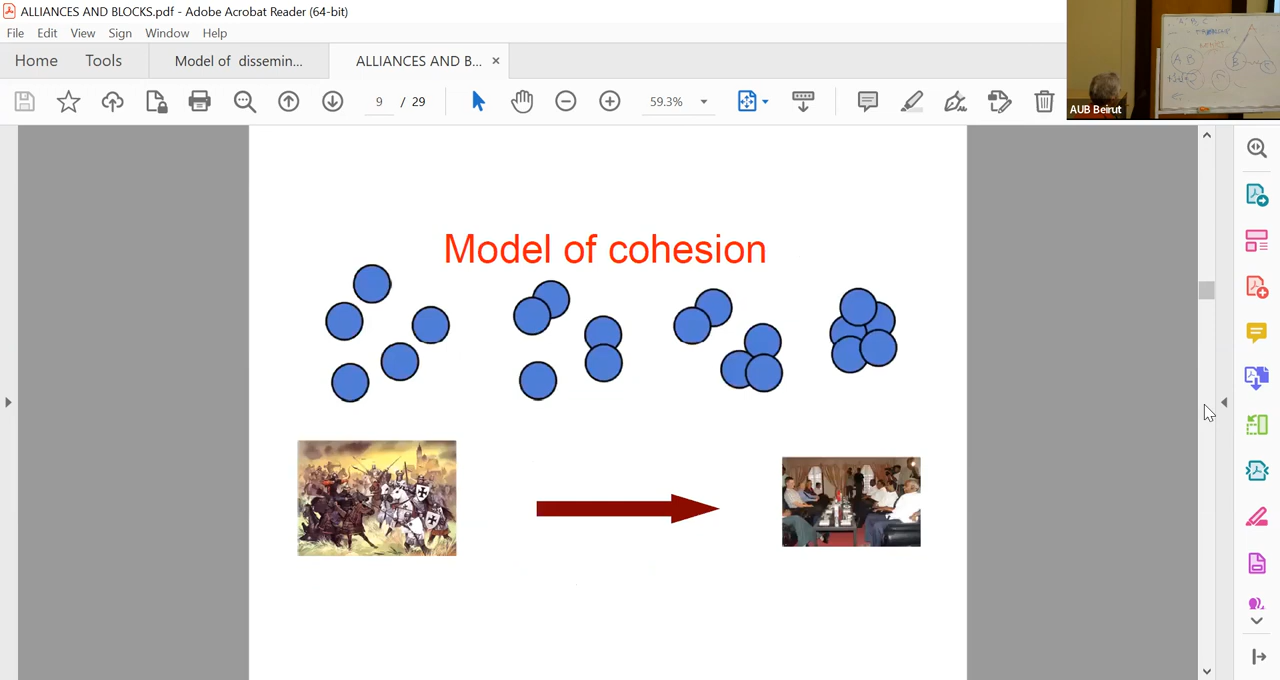 ALLIANCES AND BLOCKS.pdf - Adobe Acrobat Reader (64-bit)
File Edit View Sign Window Help
Home Tools Model of dissemin... ALLIANCES AND B... ×
9 / 29 59.3%
AUB Beirut
Model of cohesion